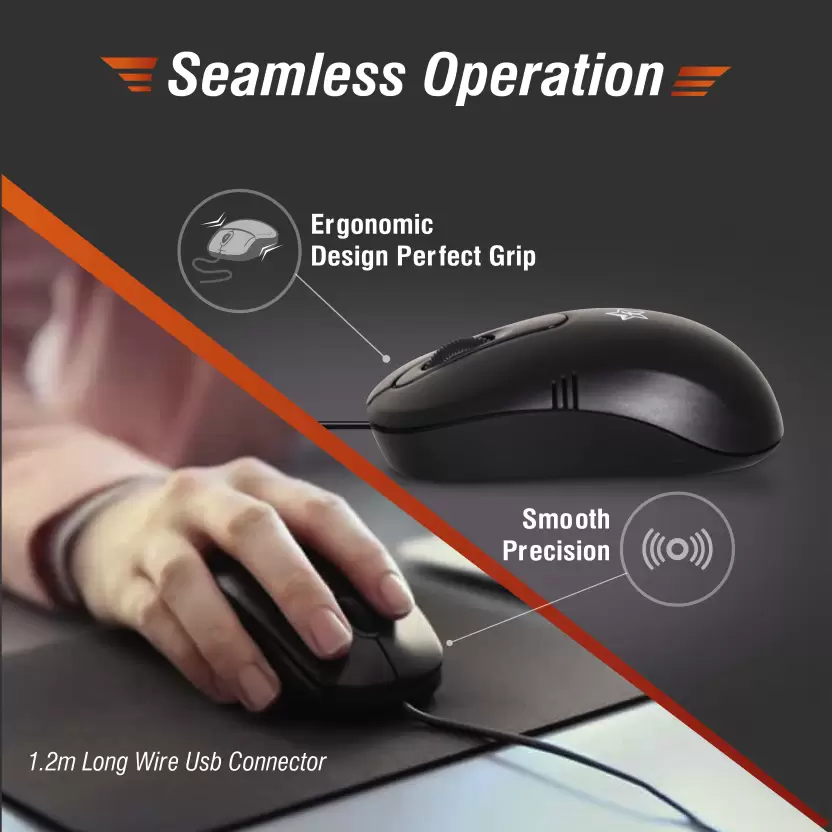 Seamless Operation
Ergonomic
Design Perfect Grip
Smooth
Precision
1.2m Long Wire Usb Connector